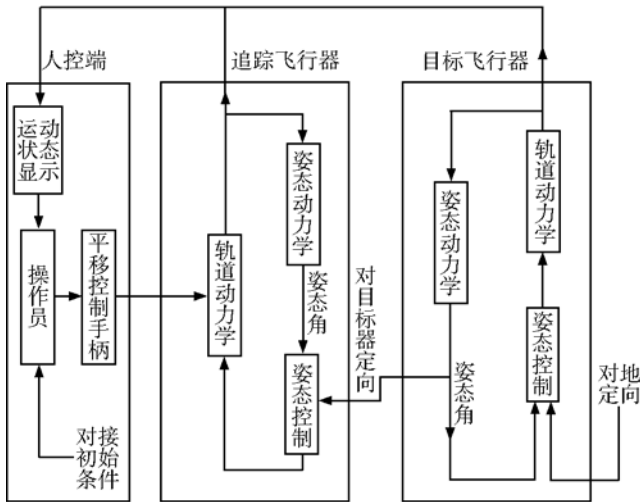 人控端
追踪飞行器
目标飞行器
运动
状态
显示
操作员
平移控制手柄
对接
初始
条件
轨道动力学
姿态动力学
姿态角
姿态控制
对目标器定向
姿态动力学
姿态角
轨道动力学
姿态控制
对地
定向